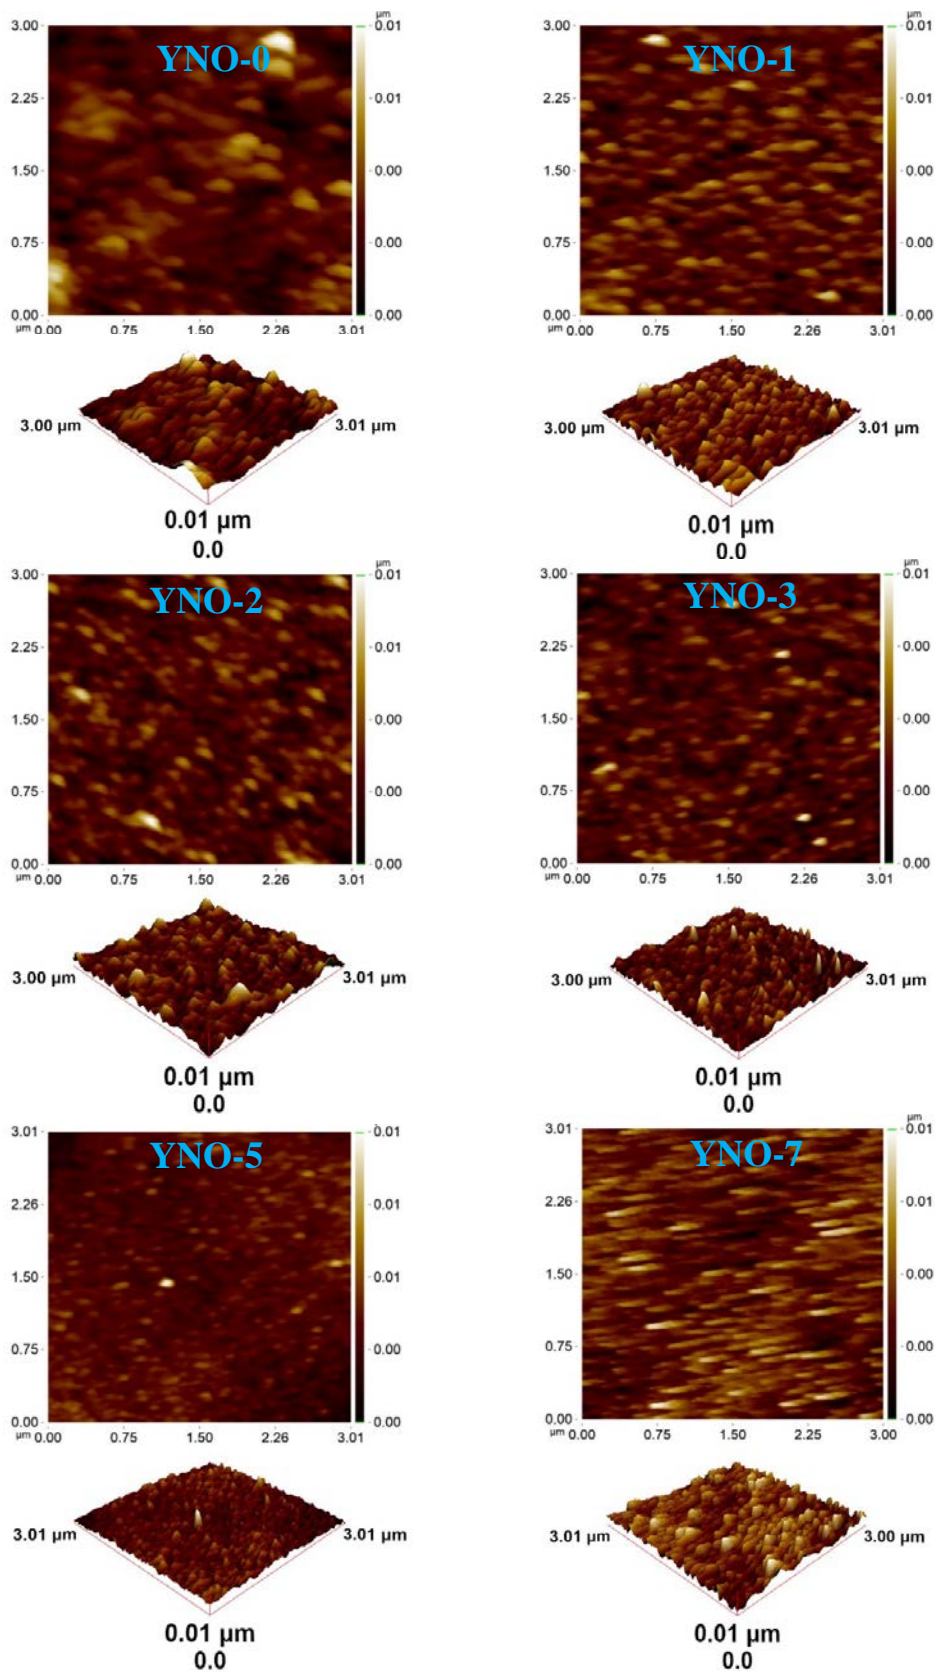 µm
3.00 0.01
YNO-0
2.25 0.01
1.50 0.00
0.75 0.00
0.00 0.00
µm 0.00 0.75 1.50 2.26 3.01
3.00 µm 3.01 µm
0.01 µm
0.0
µm
3.00 0.01
YNO-1
2.25 0.01
1.50 0.00
0.75 0.00
0.00 0.00
µm 0.00 0.75 1.50 2.26 3.01
3.00 µm 3.01 µm
0.01 µm
0.0
µm
3.00 0.01
YNO-2
2.25 0.01
1.50 0.00
0.75 0.00
0.00 0.00
µm 0.00 0.75 1.50 2.26 3.01
3.00 µm 3.01 µm
0.01 µm
0.0
µm
3.00 0.01
YNO-3
2.25 0.00
1.50 0.00
0.75 0.00
0.00 0.00
µm 0.00 0.75 1.50 2.26 3.01
3.00 µm 3.01 µm
0.01 µm
0.0
3.01 0.01
YNO-5
2.26 0.01
1.50 0.01
0.75 0.00
0.00 0.00
µm 0.00 0.75 1.50 2.26 3.01
3.01 µm 3.01 µm
0.01 µm
0.0
µm
3.01 0.01
YNO-7
2.26 0.01
1.50 0.00
0.75 0.00
0.00 0.00
µm 0.00 0.75 1.50 2.26 3.00
3.01 µm 3.00 µm
0.01 µm
0.0